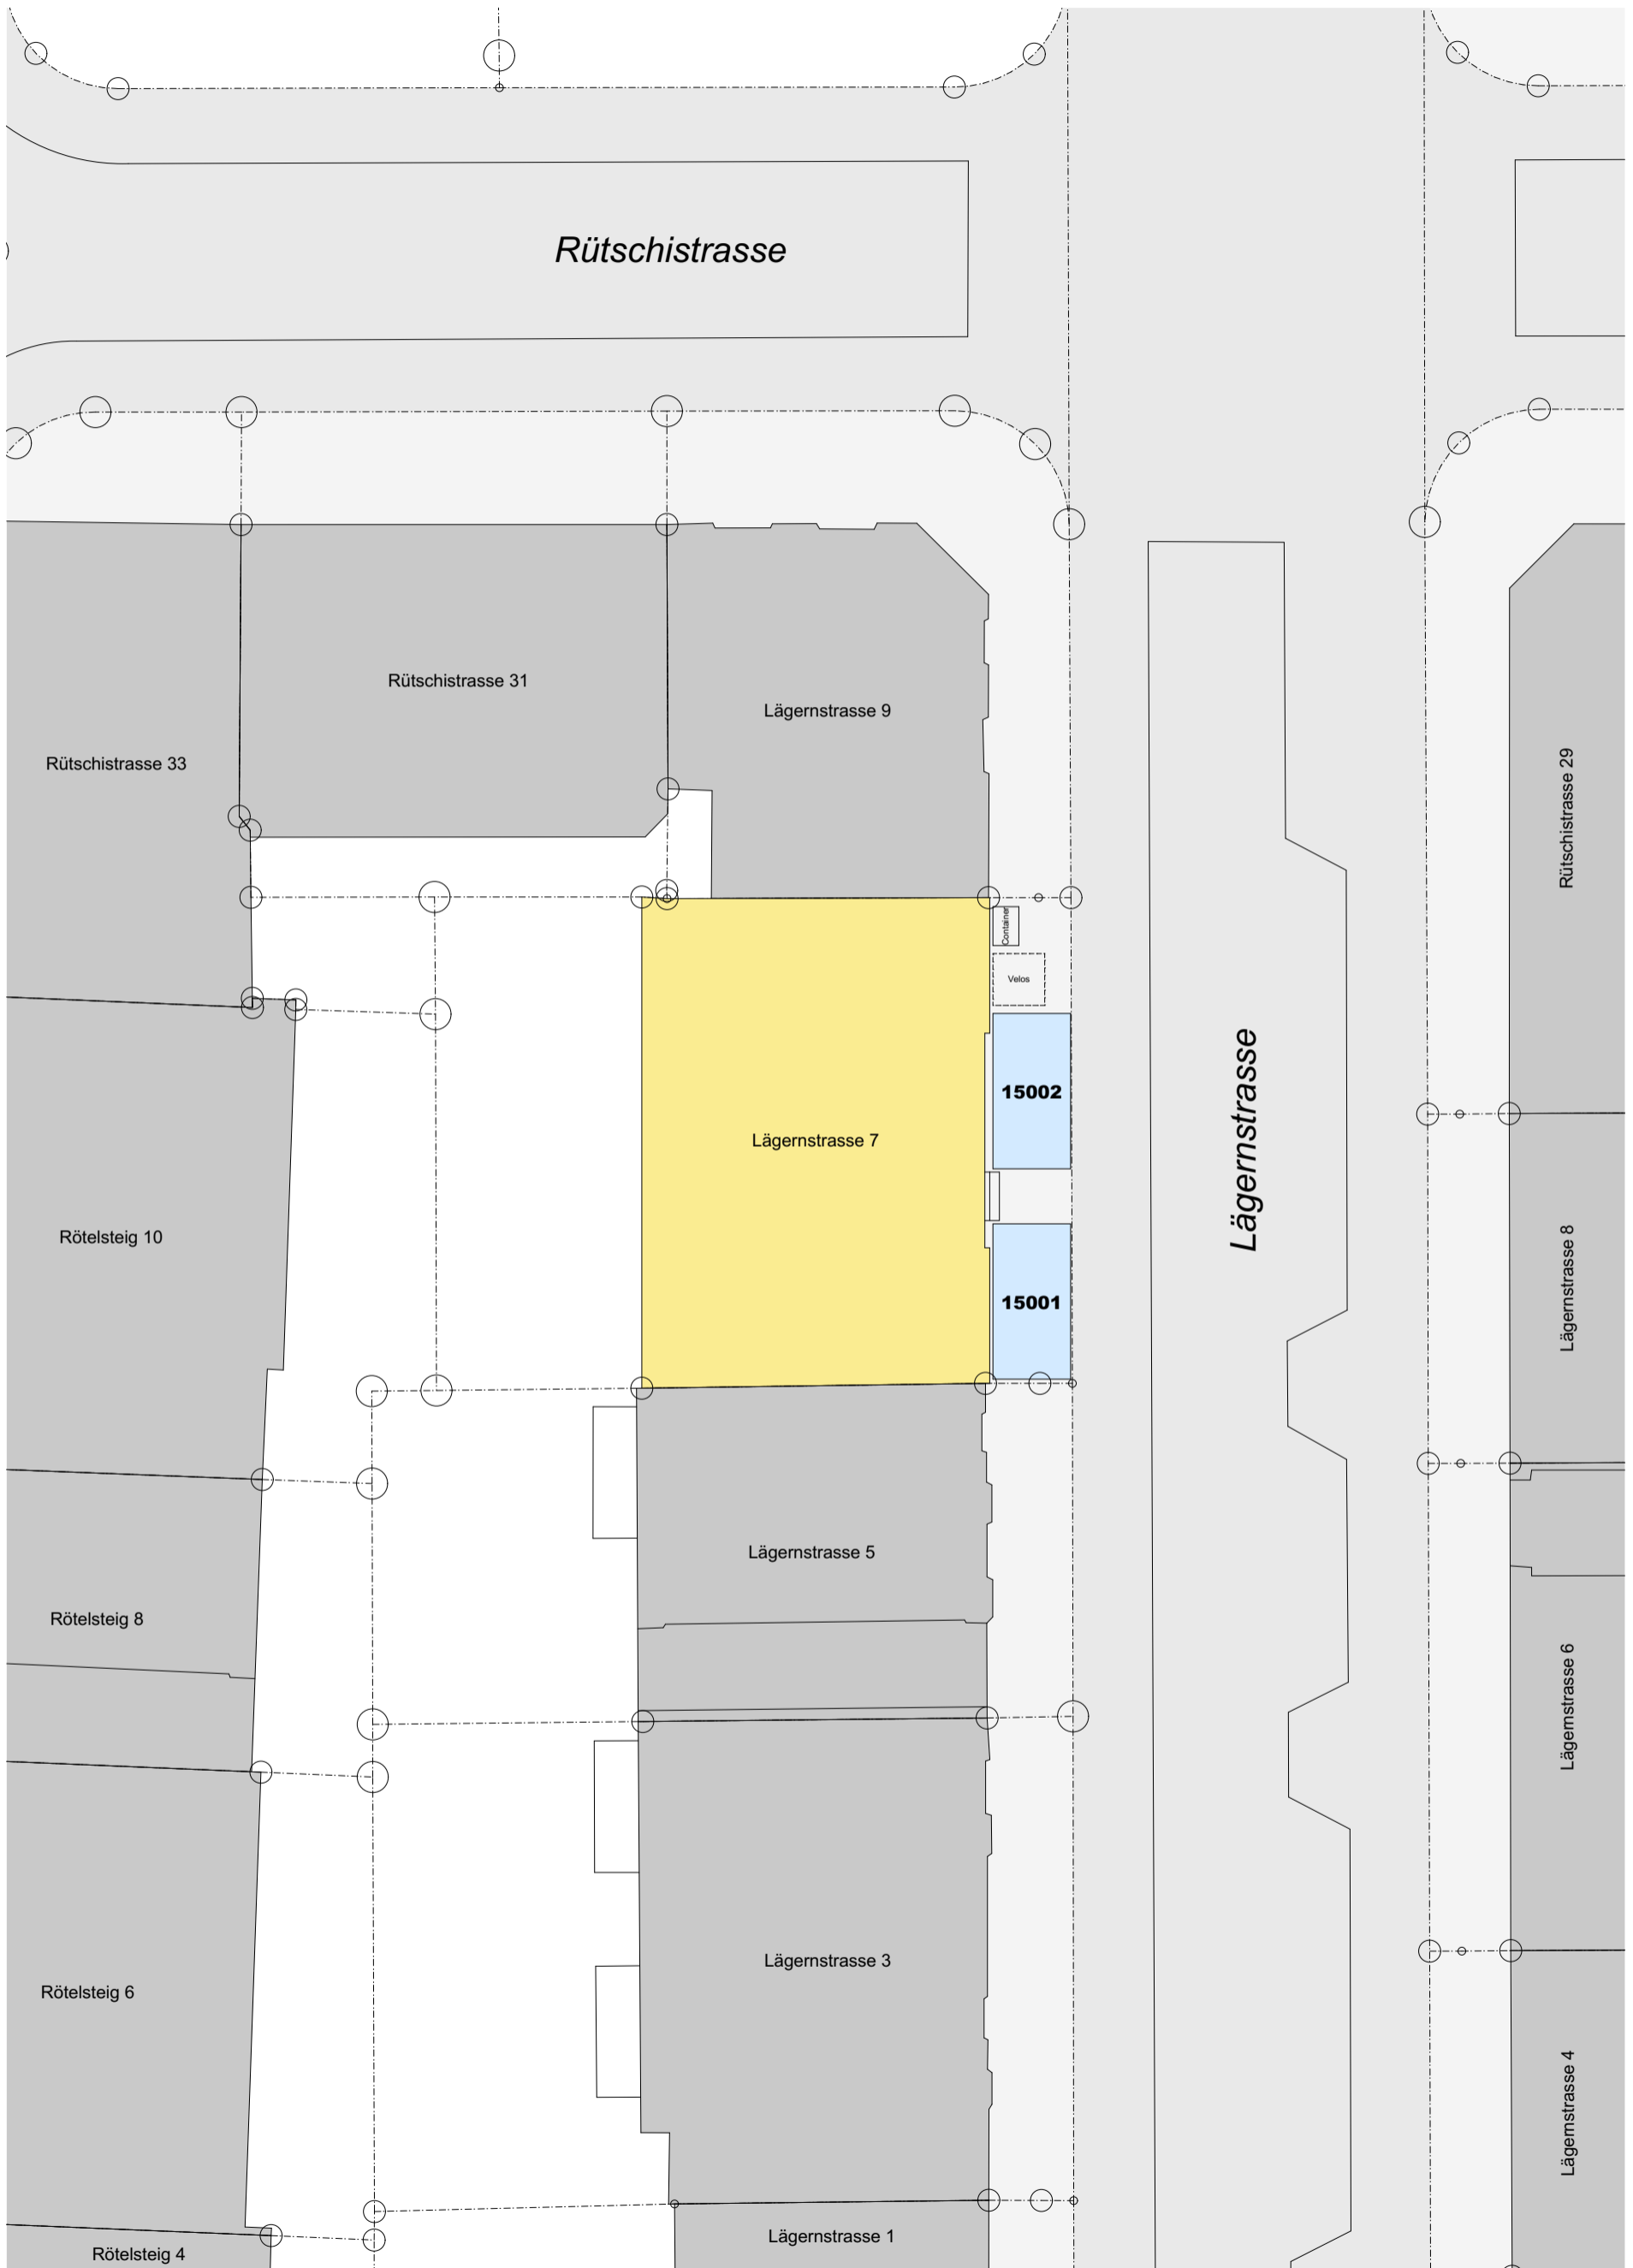 Rütschistrasse
Rütschistrasse 31
Lägernstrasse 9
Rütschistrasse 33
Rütschistrasse 29
Container
Velos
15002
Lägernstrasse 7
Lägernstrasse
Rötelsteig 10
Lägernstrasse 8
15001
Lägernstrasse 5
Rötelsteig 8
Lägernstrasse 6
Lägernstrasse 3
Rötelsteig 6
Lägernstrasse 4
Lägernstrasse 1
Rötelsteig 4